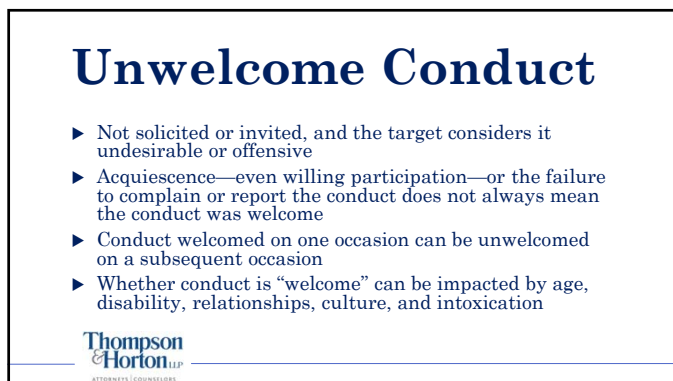 Unwelcome Conduct
▶ Not solicited or invited, and the target considers it
undesirable or offensive
▶ Acquiescence—even willing participation—or the failure
to complain or report the conduct does not always mean
the conduct was welcome
▶ Conduct welcomed on one occasion can be unwelcomed
on a subsequent occasion
▶ Whether conduct is “welcome” can be impacted by age,
disability, relationships, culture, and intoxication
Thompson
&Horton LLP
ATTORNEYS | COUNSELORS